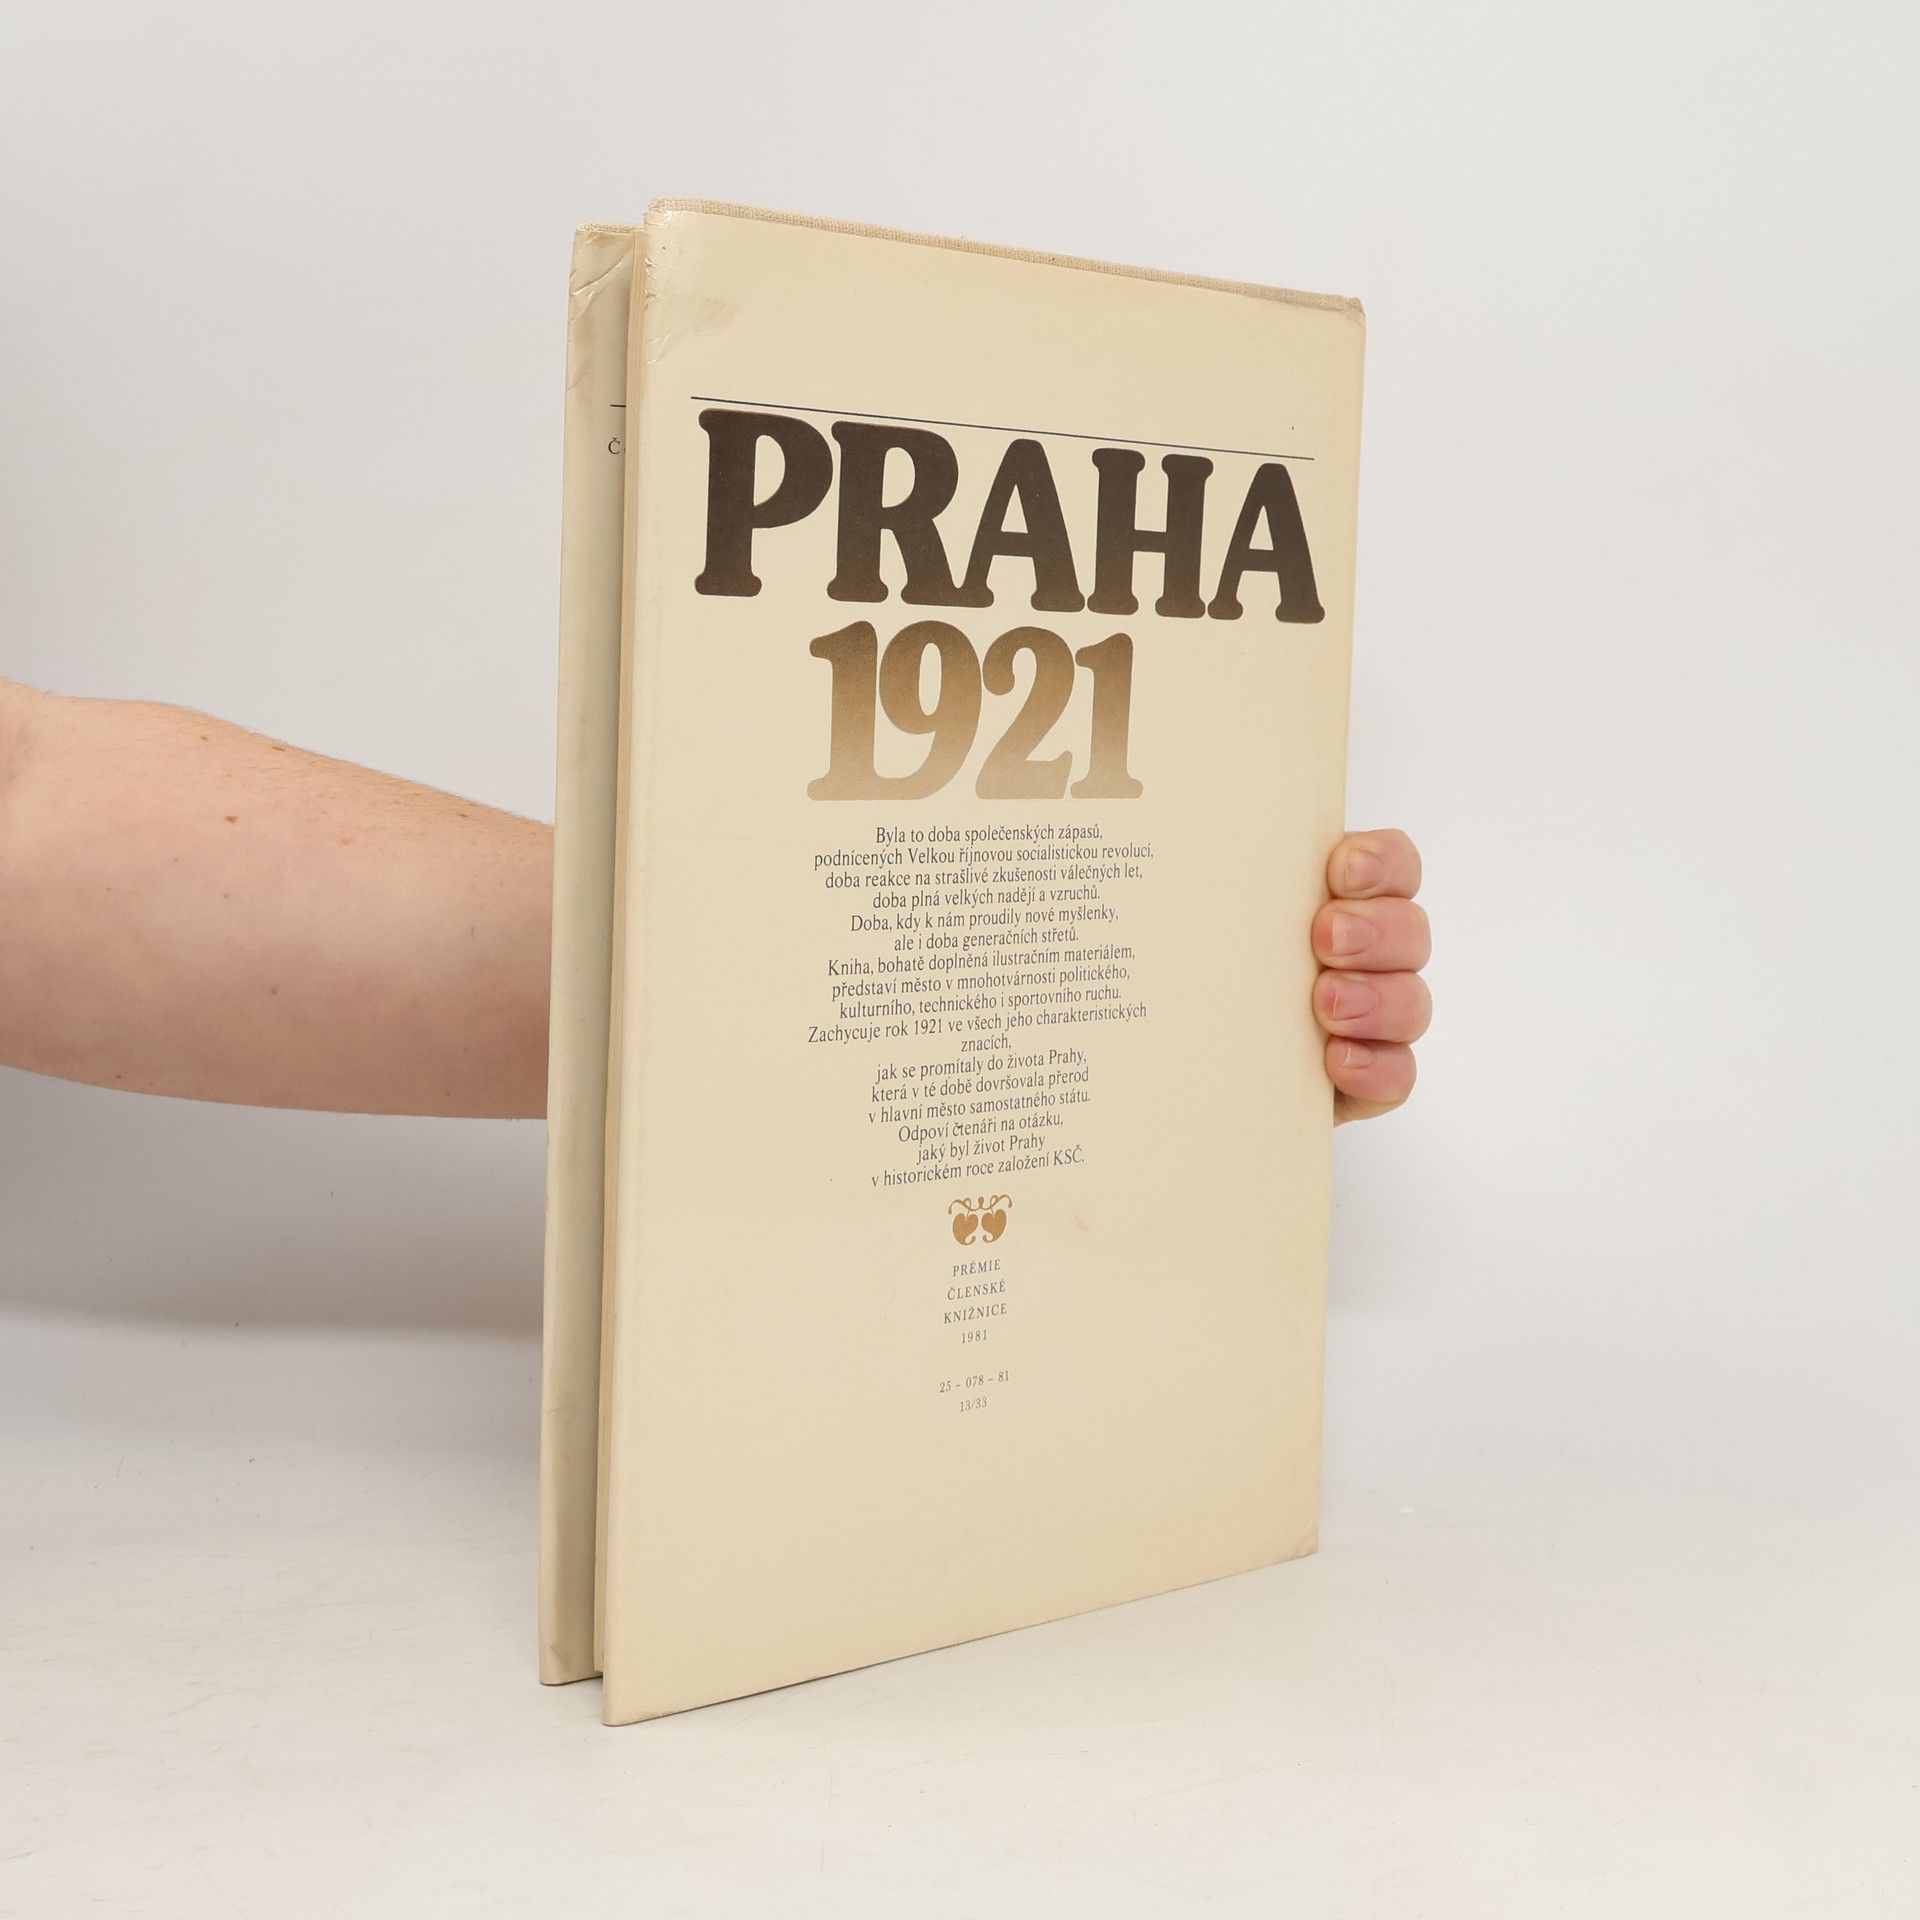 PRAHA
1921
Byla to doba společenských zápasů,
podnícených Velkou říjnovou socialistickou revolucí,
doba reakce na strašlivé zkušenosti válečných let,
doba plná velkých nadějí a vzruchů.
Doba, kdy k nám proudily nové myšlenky,
ale i doba generačních střetů.
Kniha, bohatě doplněná ilustračním materiálem,
představí město v mnohotvárnosti politického,
kulturního, technického i sportovního ruchu.
Zachycuje rok 1921 ve všech jeho charakteristických
znacích,
jak se promítaly do života Prahy,
která v té době dovršovala přerod
v hlavní město samostatného státu.
Odpoví čtenáři na otázku,
jaký byl život Prahy
v historickém roce založení KSČ.
PRÉMIE
ČLENSKÉ
KNIŽNICE
1981
25 – 078 – 81
13/33